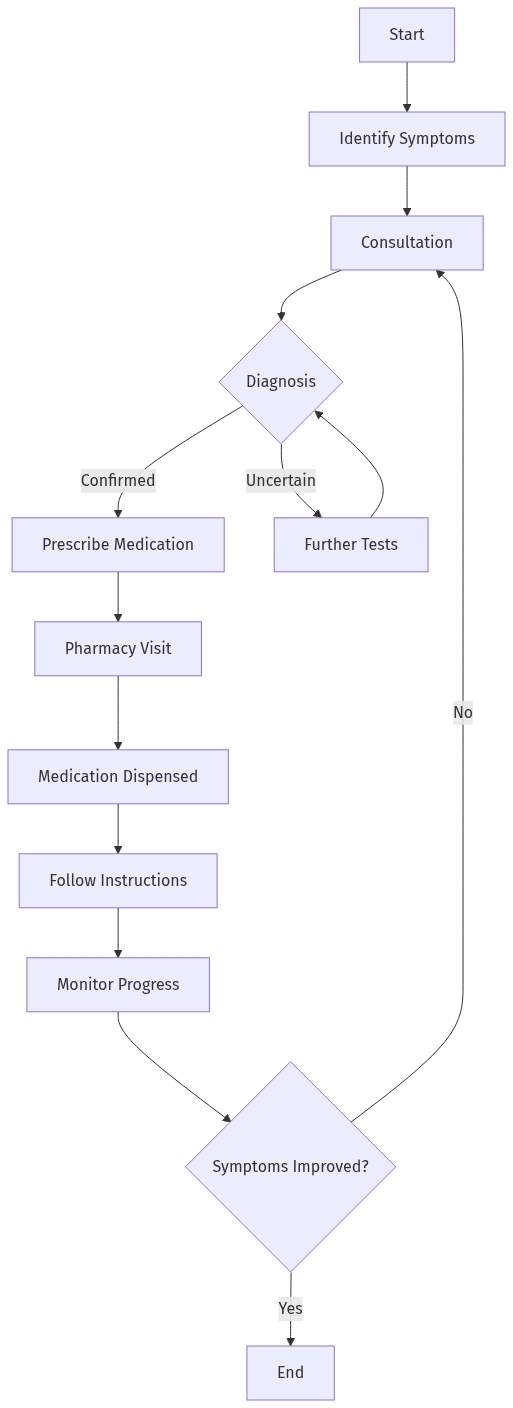 Start
Identify Symptoms
Consultation
Diagnosis
Confirmed
Uncertain
Prescribe Medication
Further Tests
Pharmacy Visit
No
Medication Dispensed
Follow Instructions
Monitor Progress
Symptoms Improved?
Yes
End